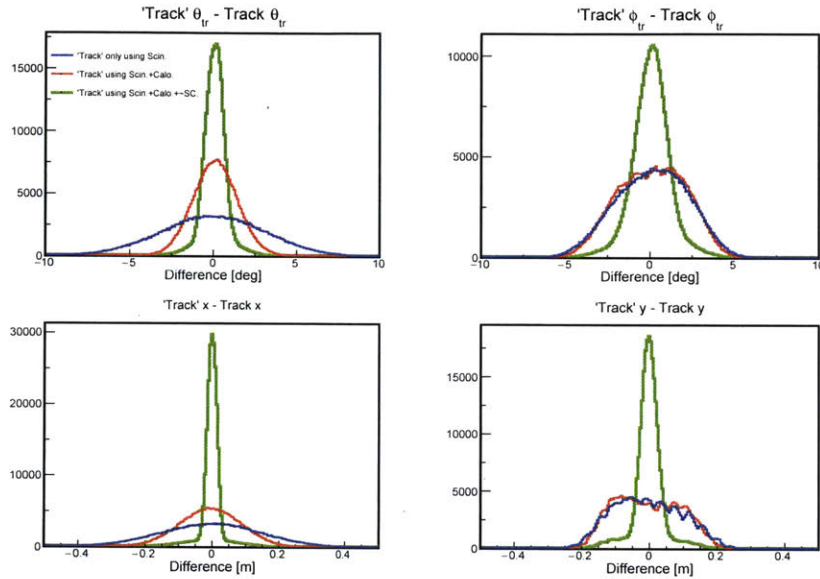 'Track' θtr - Track θtr
'Track' ϕtr - Track ϕtr
'Track' only using Scin.
'Track' using Scin.+Calo.
'Track' using Scin.+Calo.+~SC.
15000
10000
5000
0
−10 −5 0 5 10
Difference [deg]
10000
5000
0
−10 −5 0 5 10
Difference [deg]
'Track' x - Track x
'Track' y - Track y
30000
20000
10000
0
−0.4 −0.2 0 0.2 0.4
Difference [m]
15000
10000
5000
0
−0.4 −0.2 0 0.2 0.4
Difference [m]